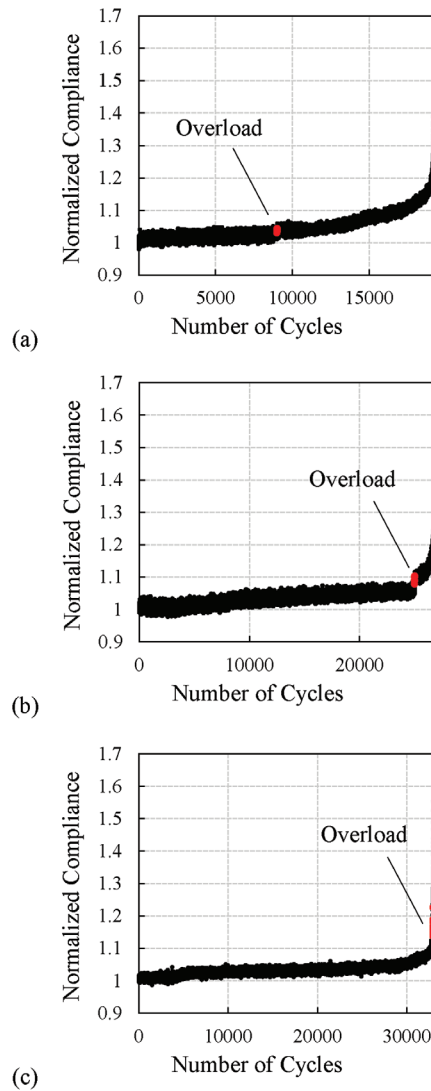 1.7
1.6
1.5
1.4
1.3
1.2
1.1
1
0.9
Normalized Compliance
Overload
0 5000 10000 15000
Number of Cycles
(a)
1.7
1.6
1.5
1.4
1.3
1.2
1.1
1
0.9
Normalized Compliance
Overload
0 10000 20000
Number of Cycles
(b)
1.7
1.6
1.5
1.4
1.3
1.2
1.1
1
0.9
Normalized Compliance
Overload
0 10000 20000 30000
Number of Cycles
(c)